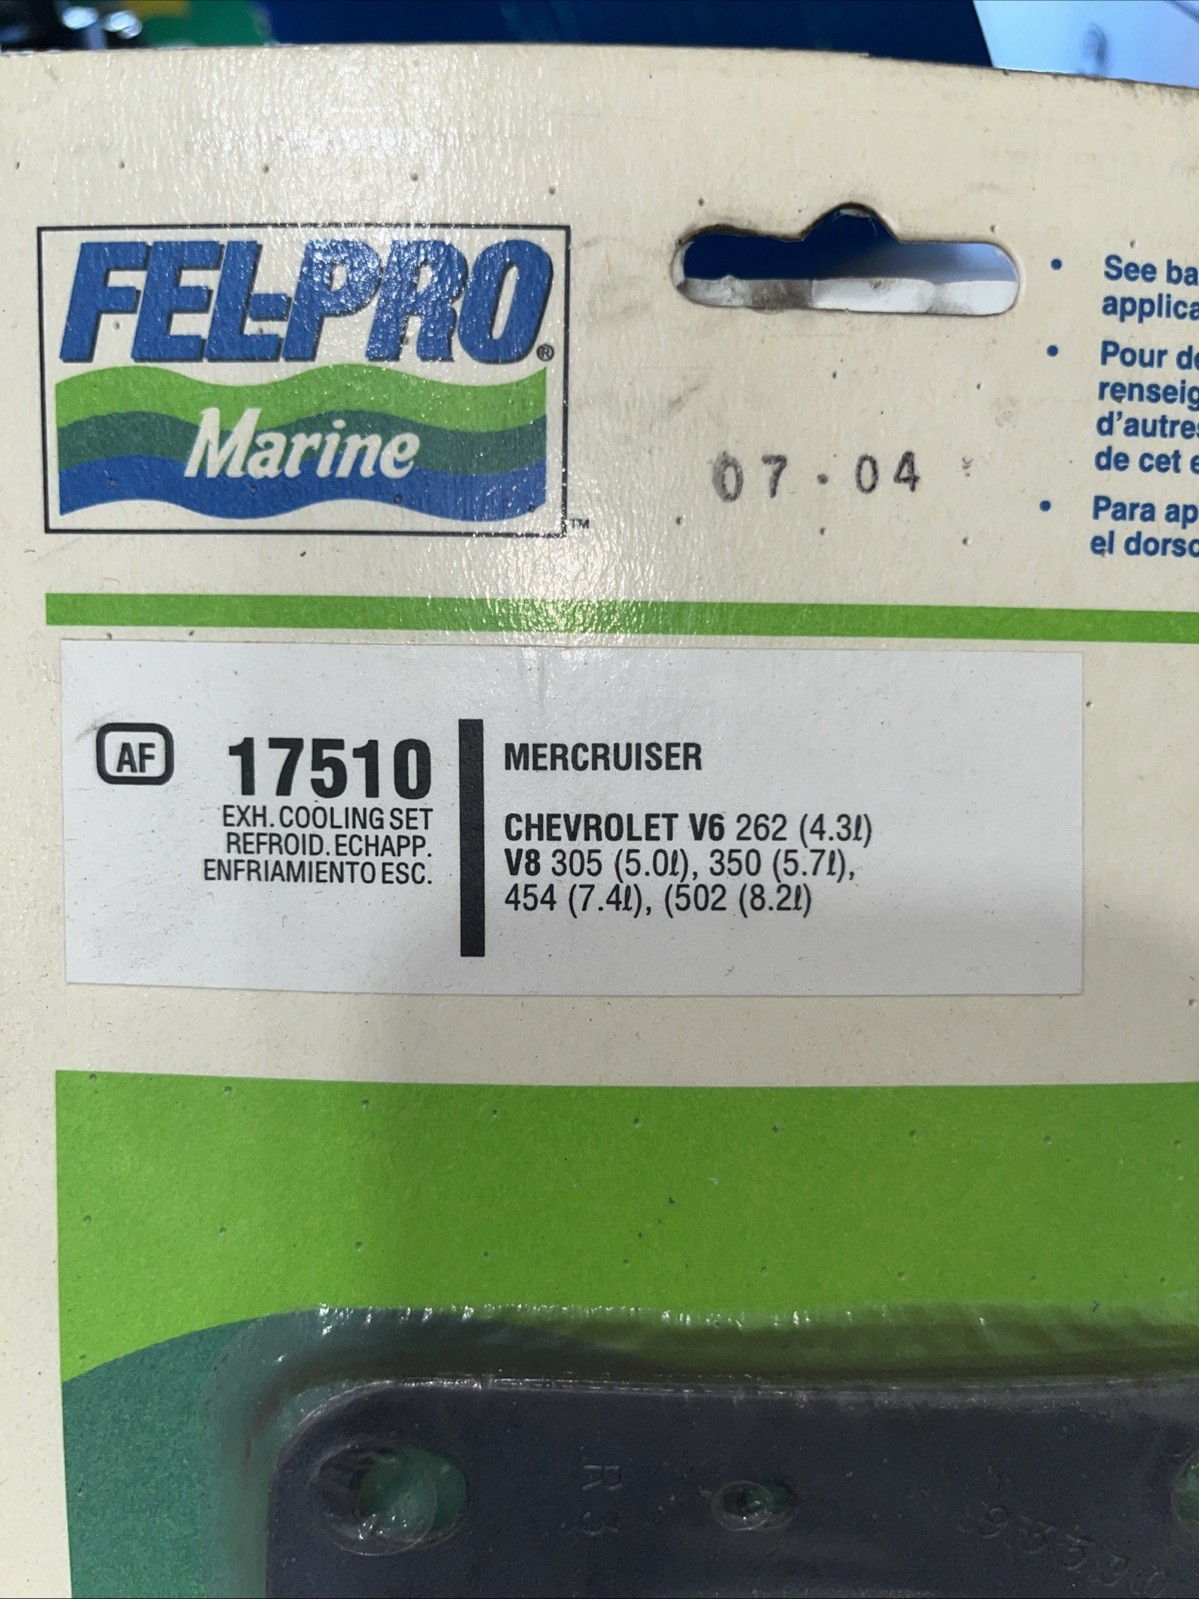 FEL-PRO®
Marine
TM
07·04
• See ba
applica
• Pour de
renseig
d'autres
de cet e
• Para ap
el dorso
AF
17510
EXH. COOLING SET
REFROID. ECHAPP.
ENFRIAMIENTO ESC.
MERCRUISER
CHEVROLET V6 262 (4.3ℓ)
V8 305 (5.0ℓ), 350 (5.7ℓ),
454 (7.4ℓ), (502 (8.2ℓ)
R 3